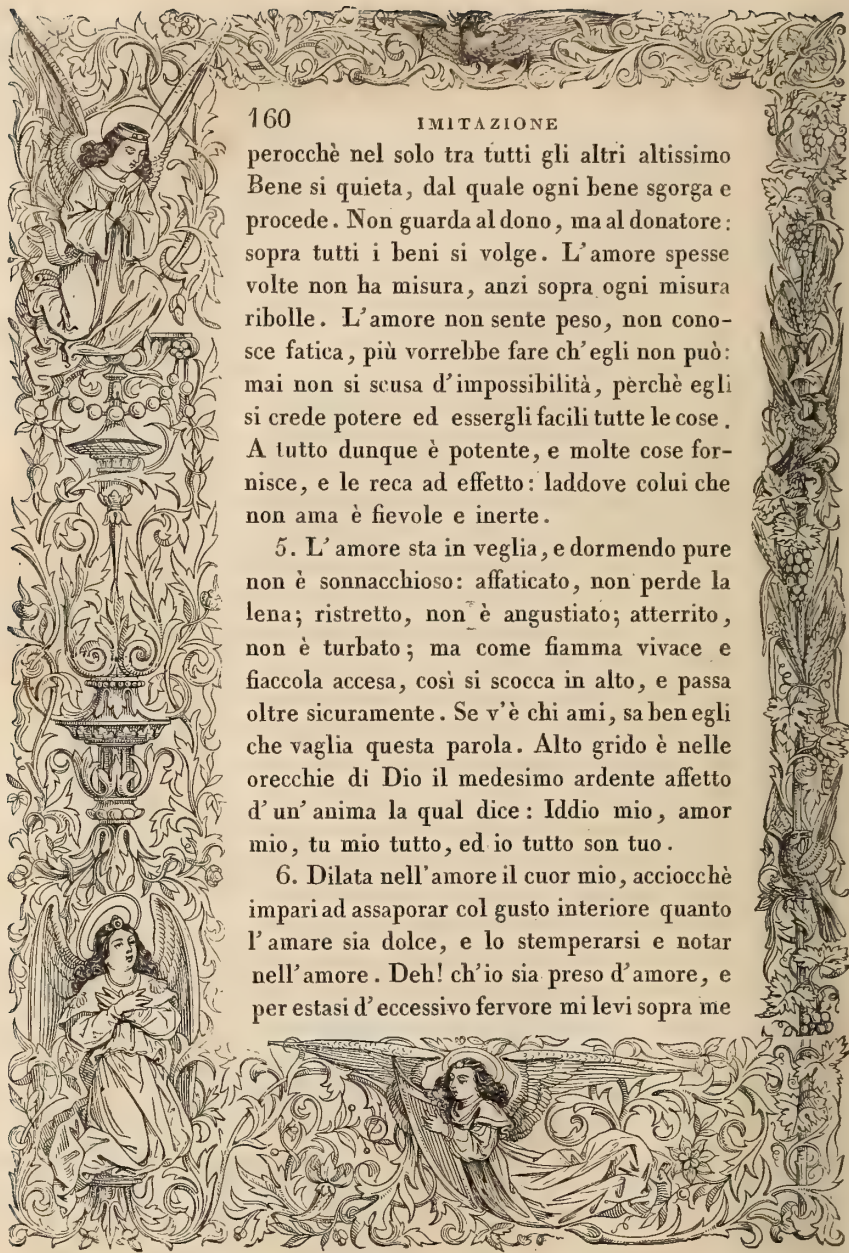 160 IMITAZIONE
perocchè nel solo tra tutti gli altri altissimo
Bene si quieta, dal quale ogni bene sgorga e
procede. Non guarda al dono, ma al donatore:
sopra tutti i beni si volge. L'amore spesse
volte non ha misura, anzi sopra ogni misura
ribolle. L'amore non sente peso, non cono-
sce fatica, più vorrebbe fare ch'egli non può:
mai non si scusa d'impossibilità, perchè egli
si crede potere ed essergli facili tutte le cose.
A tutto dunque è potente, e molte cose for-
nisce, e le reca ad effetto: laddove colui che
non ama è fievole e inerte.
5. L'amore sta in veglia, e dormendo pure
non è sonnacchioso: affaticato, non perde la
lena; ristretto, non è angustiato; atterrito,
non è turbato; ma come fiamma vivace e
fiaccola accesa, così si scocca in alto, e passa
oltre sicuramente. Se v'è chi ami, sa ben egli
che vaglia questa parola. Alto grido è nelle
orecchie di Dio il medesimo ardente affetto
d'un'anima la qual dice: Iddio mio, amor
mio, tu mio tutto, ed io tutto son tuo.
6. Dilata nell'amore il cuor mio, acciocchè
impari ad assaporar col gusto interiore quanto
l'amare sia dolce, e lo stemperarsi e notar
nell'amore. Deh! ch'io sia preso d'amore, e
per estasi d'eccessivo fervore mi levi sopra me